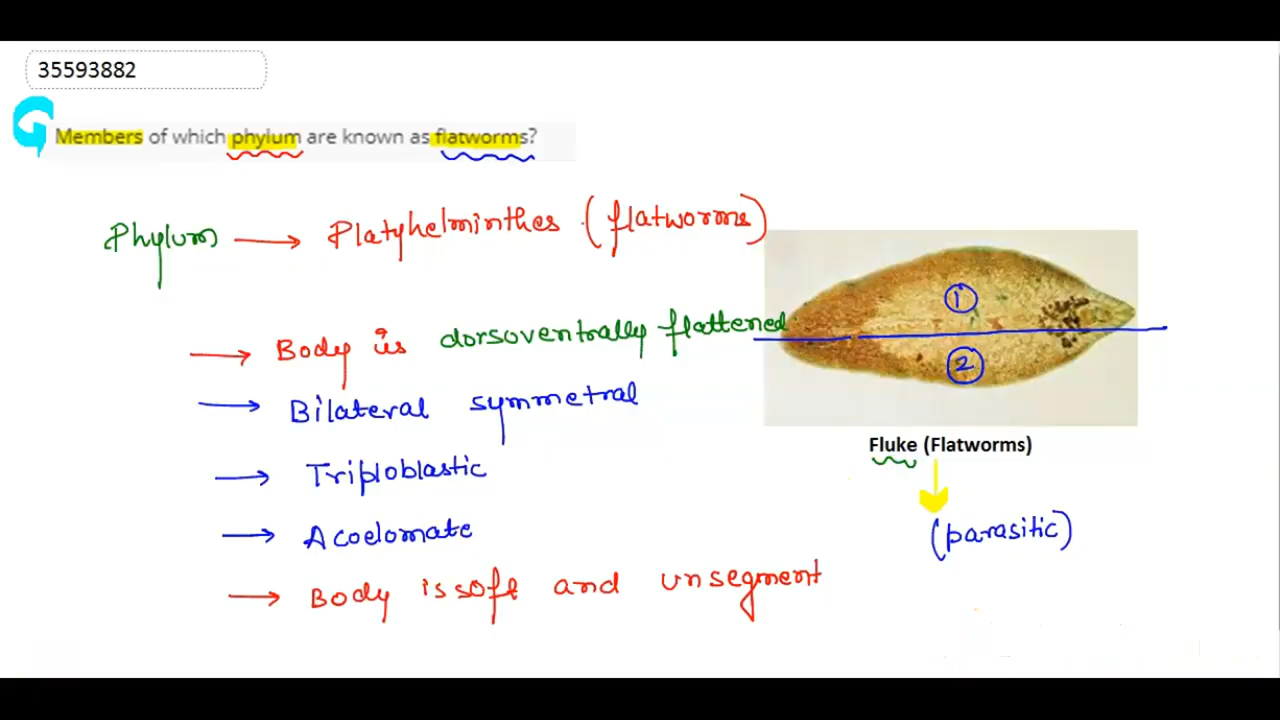 35593882
Members of which phylum are known as flatworms?
Phylum → Platyhelminthes (flatworms)
→ Body is dorsoventrally flattened
→ Bilateral symmetral
→ Triploblastic
→ Acoelomate
→ Body is soft and unsegment
1
2
Fluke (Flatworms)
(parasitic)